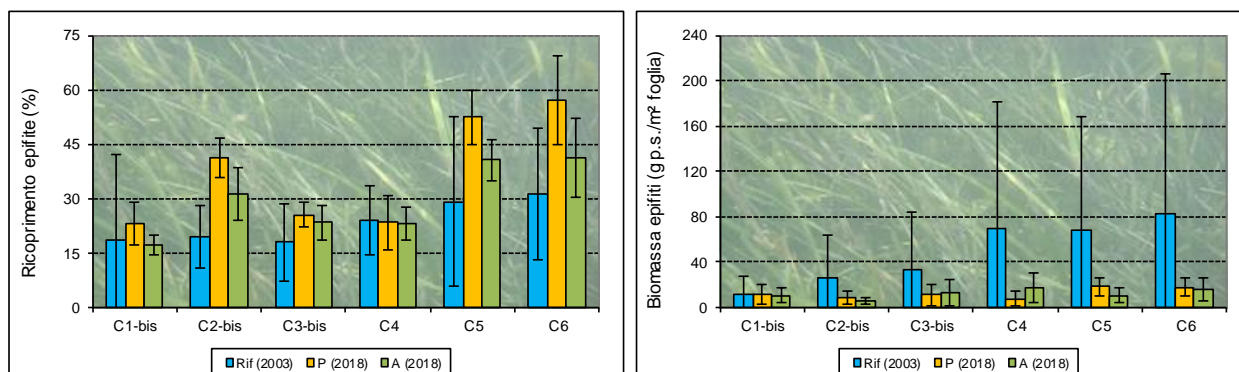 Ricoprimento epifite (%)
75
60
45
30
15
0
C1-bis C2-bis C3-bis C4 C5 C6
Rif (2003) P (2018) A (2018)
Biomassa epifiti (g p.s./m² foglia)
240
200
160
120
80
40
0
C1-bis C2-bis C3-bis C4 C5 C6
Rif (2003) P (2018) A (2018)